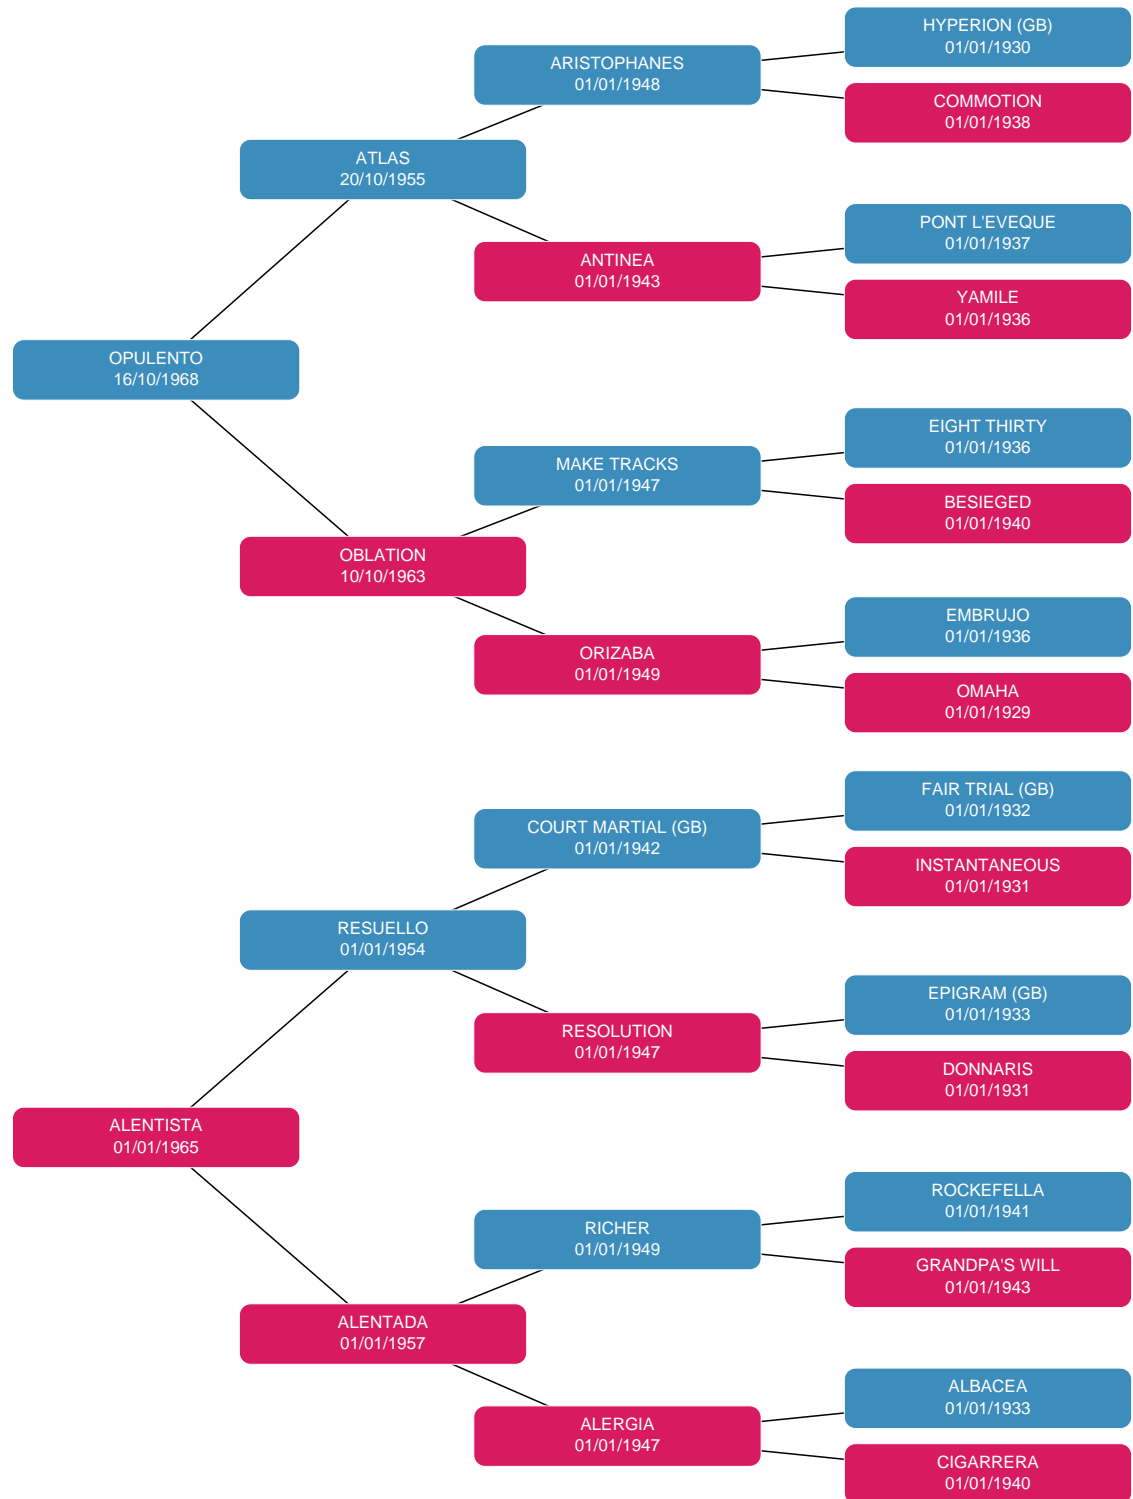 HYPERION (GB)
01/01/1930
ARISTOPHANES
01/01/1948
COMMOTION
01/01/1938
ATLAS
20/10/1955
PONT L'EVEQUE
01/01/1937
ANTINEA
01/01/1943
YAMILE
01/01/1936
OPULENTO
16/10/1968
EIGHT THIRTY
01/01/1936
MAKE TRACKS
01/01/1947
BESIEGED
01/01/1940
OBLATION
10/10/1963
EMBRUJO
01/01/1936
ORIZABA
01/01/1949
OMAHA
01/01/1929
FAIR TRIAL (GB)
01/01/1932
COURT MARTIAL (GB)
01/01/1942
INSTANTANEOUS
01/01/1931
RESUELLO
01/01/1954
EPIGRAM (GB)
01/01/1933
RESOLUTION
01/01/1947
DONNARIS
01/01/1931
ALENTISTA
01/01/1965
ROCKEFELLA
01/01/1941
RICHER
01/01/1949
GRANDPA'S WILL
01/01/1943
ALENTADA
01/01/1957
ALBACEA
01/01/1933
ALERGIA
01/01/1947
CIGARRERA
01/01/1940